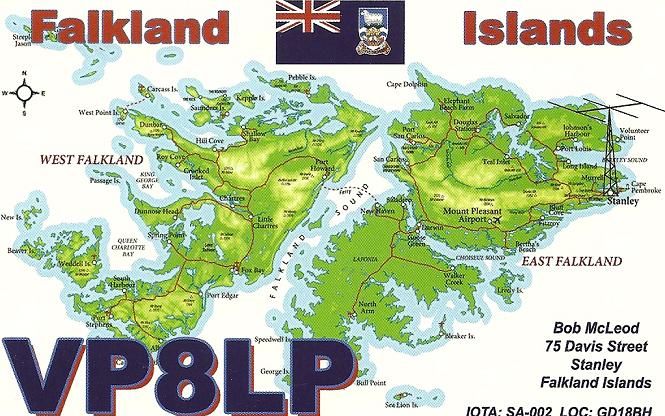 Falkland Islands
Steeple
Jason
N
W E
S
Carcass Is.
West Point Is.
Dunbar
Saunders Is.
Keppel Is.
Pebble Is.
Cape Dolphin
Elephant
Beach Farm
Douglas
Station
Salvador
Port
San Carlos
San Carlos
Teal Inlet
Johnson's
Harbour
Volunteer
Point
Port Louis
Long Island
BERKELEY SOUND
Murrell
Cape
Pembroke
Stanley
Hill Cove
Shallow
Bay
Roy Cove
Crooked
Inlet
Port
Howard
WEST FALKLAND
KING
GEORGE
BAY
Passage Is.
Dunnose Head
Chartres
Little
Chartres
Spring Point
New Is.
Beaver Is.
Weddell Is.
QUEEN
CHARLOTTE
BAY
South
Harbour
Port
Stephens
Fox Bay
Port Edgar
Ferry
FALKLAND SOUND
New Haven
Darwin
Goose
Green
Mount Pleasant
Airport
Bluff
Cove
Fitzroy
Bertha's
Beach
LAFONIA
CHOISEUL SOUND
EAST FALKLAND
Walker
Creek
Lively Is.
North
Arm
Bleaker Is.
Speedwell Is.
George Is.
Bull Point
Sea Lion Is.
VP8LP
Bob McLeod
75 Davis Street
Stanley
Falkland Islands
IOTA: SA-002 LOC: GD18BH